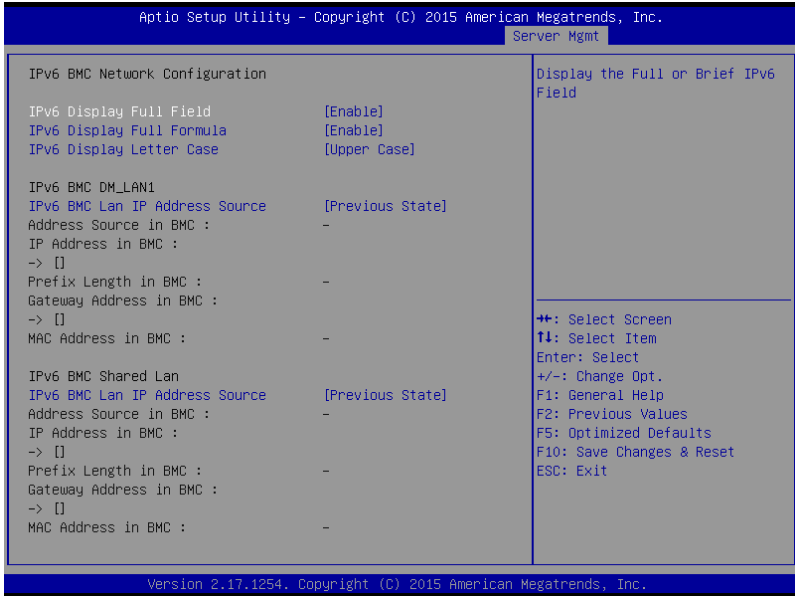 Aptio Setup Utility – Copyright (C) 2015 American Megatrends, Inc.
Server Mgmt
IPv6 BMC Network Configuration
IPv6 Display Full Field [Enable]
IPv6 Display Full Formula [Enable]
IPv6 Display Letter Case [Upper Case]
IPv6 BMC DM_LAN1
IPv6 BMC Lan IP Address Source [Previous State]
Address Source in BMC : –
IP Address in BMC :
–> []
Prefix Length in BMC : –
Gateway Address in BMC :
–> []
MAC Address in BMC : –
IPv6 BMC Shared Lan
IPv6 BMC Lan IP Address Source [Previous State]
Address Source in BMC : –
IP Address in BMC :
–> []
Prefix Length in BMC : –
Gateway Address in BMC :
–> []
MAC Address in BMC : –
Display the Full or Brief IPv6
Field
→←: Select Screen
↑↓: Select Item
Enter: Select
+/–: Change Opt.
F1: General Help
F2: Previous Values
F5: Optimized Defaults
F10: Save Changes & Reset
ESC: Exit
Version 2.17.1254. Copyright (C) 2015 American Megatrends, Inc.